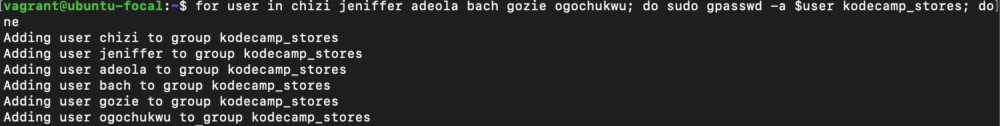 [vagrant@ubuntu-focal:~$ for user in chizi jeniffer adeola bach gozie ogochukwu; do sudo gpasswd -a $user kodecamp_stores; do]
ne
Adding user chizi to group kodecamp_stores
Adding user jeniffer to group kodecamp_stores
Adding user adeola to group kodecamp_stores
Adding user bach to group kodecamp_stores
Adding user gozie to group kodecamp_stores
Adding user ogochukwu to group kodecamp_stores